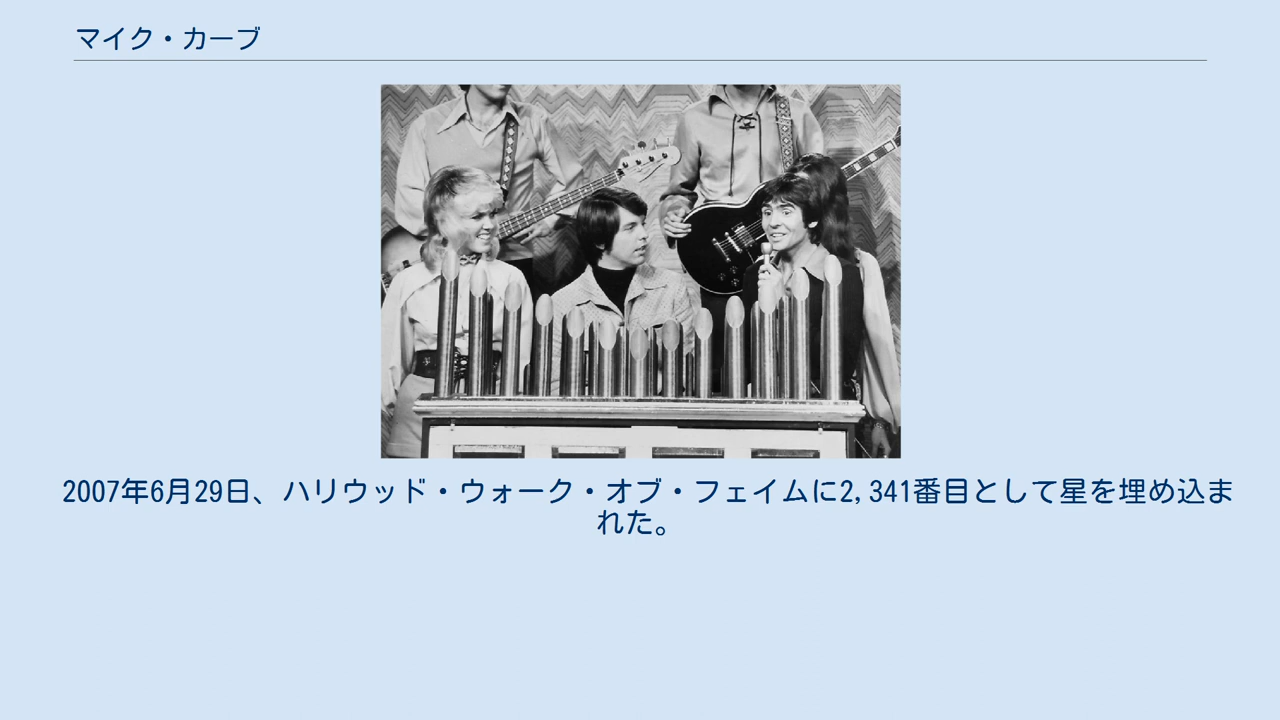 マイク・カーブ
2007年6月29日、ハリウッド・ウォーク・オブ・フェイムに2,341番目として星を埋め込ま
れた。